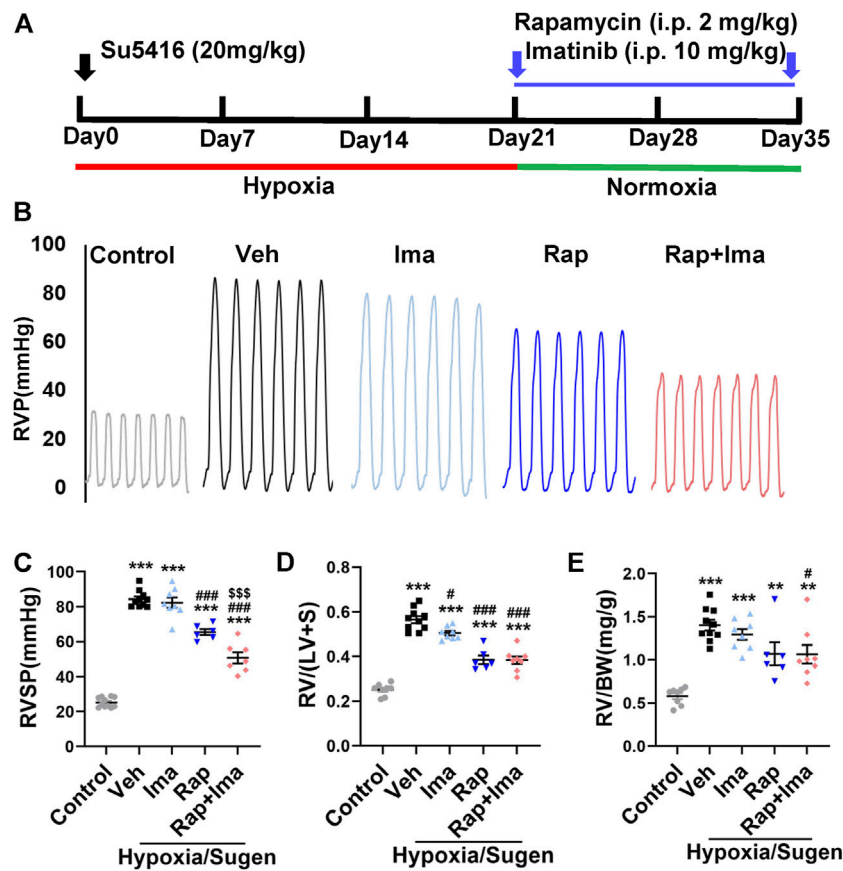 A
Rapamycin (i.p. 2 mg/kg)
Su5416 (20mg/kg)
Imatinib (i.p. 10 mg/kg)
Day0 Day7 Day14 Day21 Day28 Day35
Hypoxia Normoxia
B
100
80
60
40
20
0
RVP(mmHg)
Control Veh Ima Rap Rap+Ima
C
RVSP(mmHg)
100
80
60
40
20
0
*** *** ### *** $$$ ### ***
Control Veh Ima Rap Rap+Ima
Hypoxia/Sugen
D
RV/(LV+S)
0.8
0.6
0.4
0.2
0.0
*** # *** ### *** ### ***
Control Veh Ima Rap Rap+Ima
Hypoxia/Sugen
E
RV/BW(mg/g)
2.0
1.5
1.0
0.5
0.0
*** *** ** # **
Control Veh Ima Rap Rap+Ima
Hypoxia/Sugen